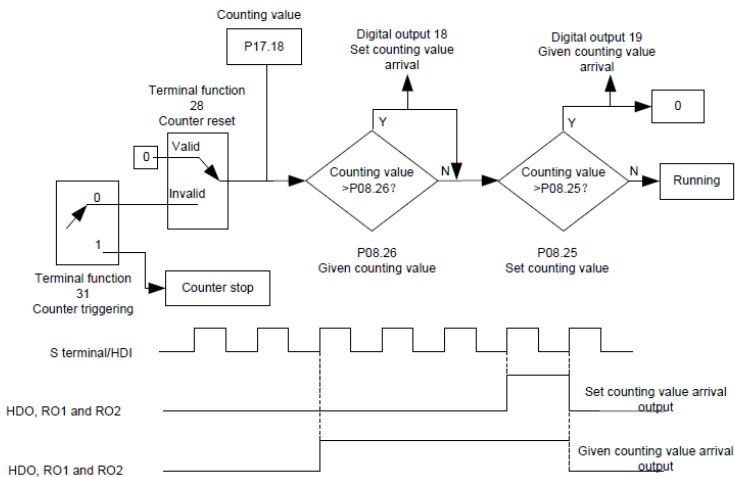 Counting value
P17.18
Digital output 18
Set counting value
arrival
Digital output 19
Given counting value
arrival
Terminal function
28
Counter reset
Valid
0
Invalid
Y
Counting value
>P08.26?
N
Y
0
Counting value
>P08.25?
N
Running
0
1
P08.26
Given counting value
P08.25
Set counting value
Terminal function
31
Counter triggering
Counter stop
S terminal/HDI
HDO, RO1 and RO2
Set counting value arrival
output
HDO, RO1 and RO2
Given counting value arrival
output